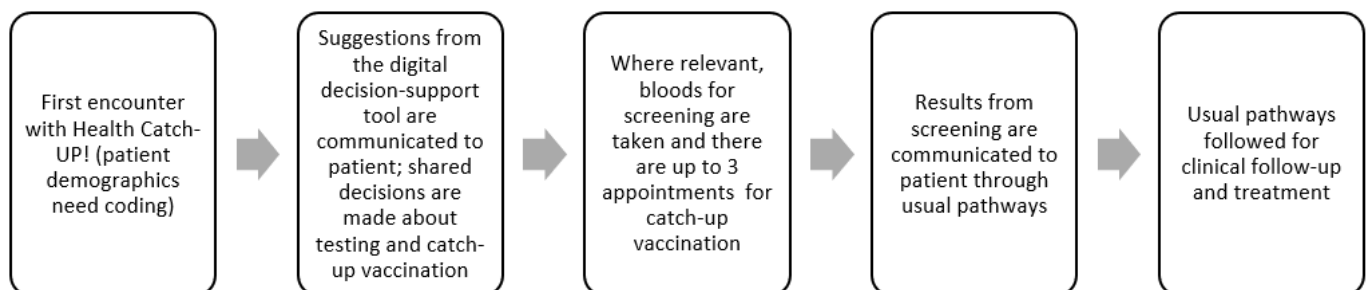 First encounter
with Health Catch-
UP! (patient
demographics
need coding)
Suggestions from
the digital
decision-support
tool are
communicated to
patient; shared
decisions are
made about
testing and catch-
up vaccination
Where relevant,
bloods for
screening are
taken and there
are up to 3
appointments for
catch-up
vaccination
Results from
screening are
communicated to
patient through
usual pathways
Usual pathways
followed for
clinical follow-up
and treatment